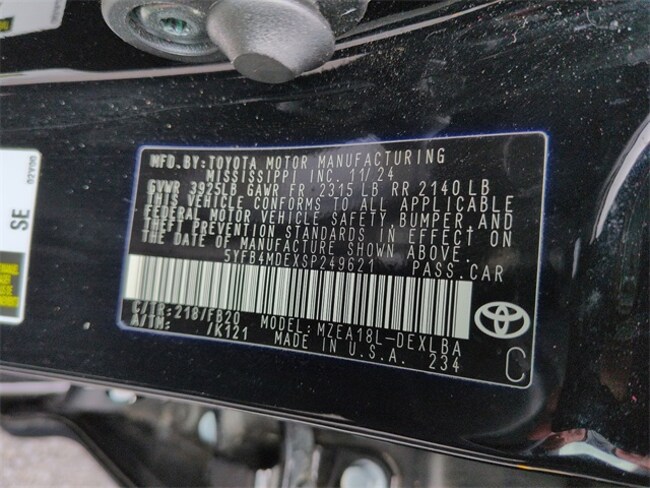 MFD.BY:TOYOTA MOTOR MANUFACTURING
MISSISSIPPI, INC. 11/24
GVWR 3925LB GAWR FR 2315 LB RR 2140 LB
THIS VEHICLE CONFORMS TO ALL APPLICABLE
FEDERAL MOTOR VEHICLE SAFETY, BUMPER, AND
THEFT PREVENTION STANDARDS IN EFFECT ON
THE DATE OF MANUFACTURE SHOWN ABOVE.
5YFB4MDEXSP249621 PASS.CAR
C/TR:218/FB20 MODEL:MZEA18L-DEXLBA
A/TM: /K121 MADE IN U.S.A. 234
C
SE
02Y00